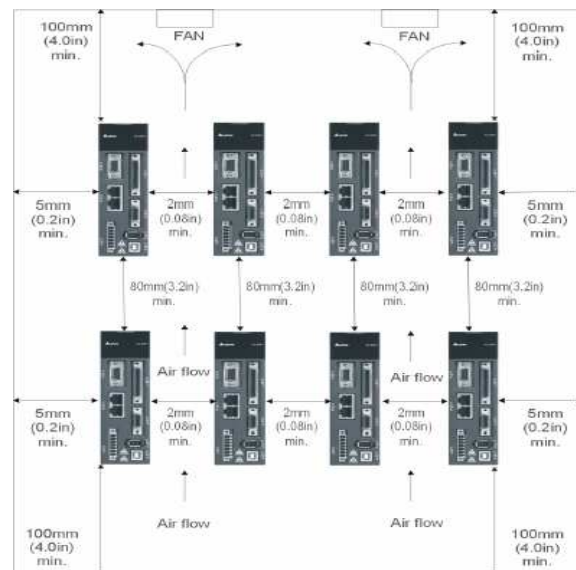 100mm
(4.0in)
min.
FAN
FAN
100mm
(4.0in)
min.
5mm
(0.2in)
min.
2mm
(0.08in)
min.
2mm
(0.08in)
min.
2mm
(0.08in)
min.
5mm
(0.2in)
min.
80mm(3.2in)
min.
80mm(3.2in)
min.
80mm(3.2in)
min.
80mm(3.2in)
min.
Air flow
Air flow
5mm
(0.2in)
min.
2mm
(0.08in)
min.
2mm
(0.08in)
min.
2mm
(0.08in)
min.
5mm
(0.2in)
min.
100mm
(4.0in)
min.
Air flow
Air flow
100mm
(4.0in)
min.